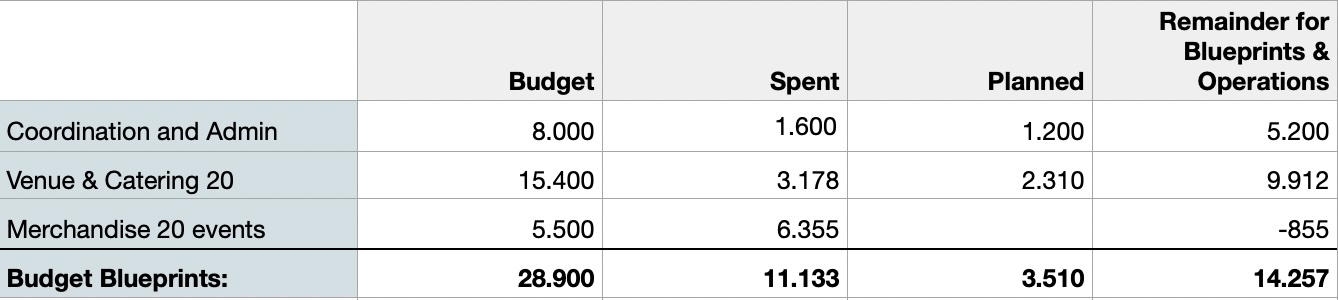 Budget Spent Planned Remainder for
Blueprints &
Operations
Coordination and Admin 8.000 1.600 1.200 5.200
Venue & Catering 20 15.400 3.178 2.310 9.912
Merchandise 20 events 5.500 6.355 -855
Budget Blueprints: 28.900 11.133 3.510 14.257